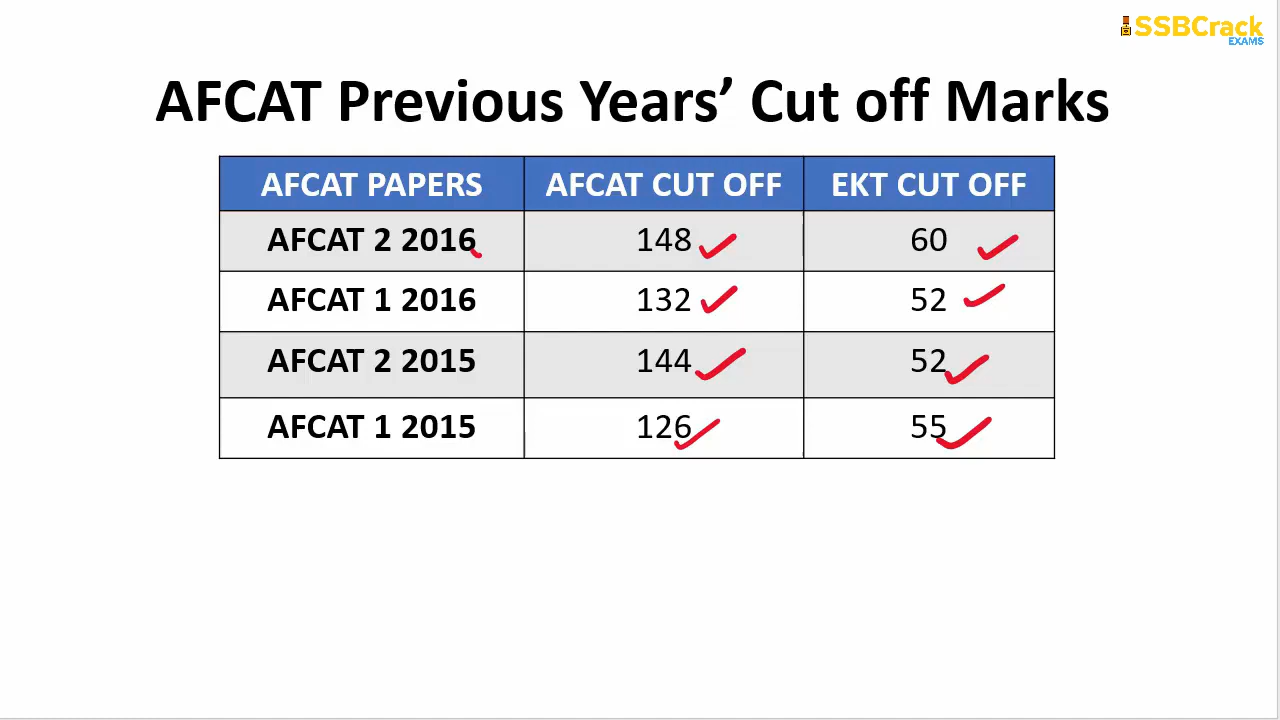 SSBCrack
EXAMS
AFCAT Previous Years’ Cut off Marks
AFCAT PAPERS AFCAT CUT OFF EKT CUT OFF
AFCAT 2 2016 148 60
AFCAT 1 2016 132 52
AFCAT 2 2015 144 52
AFCAT 1 2015 126 55